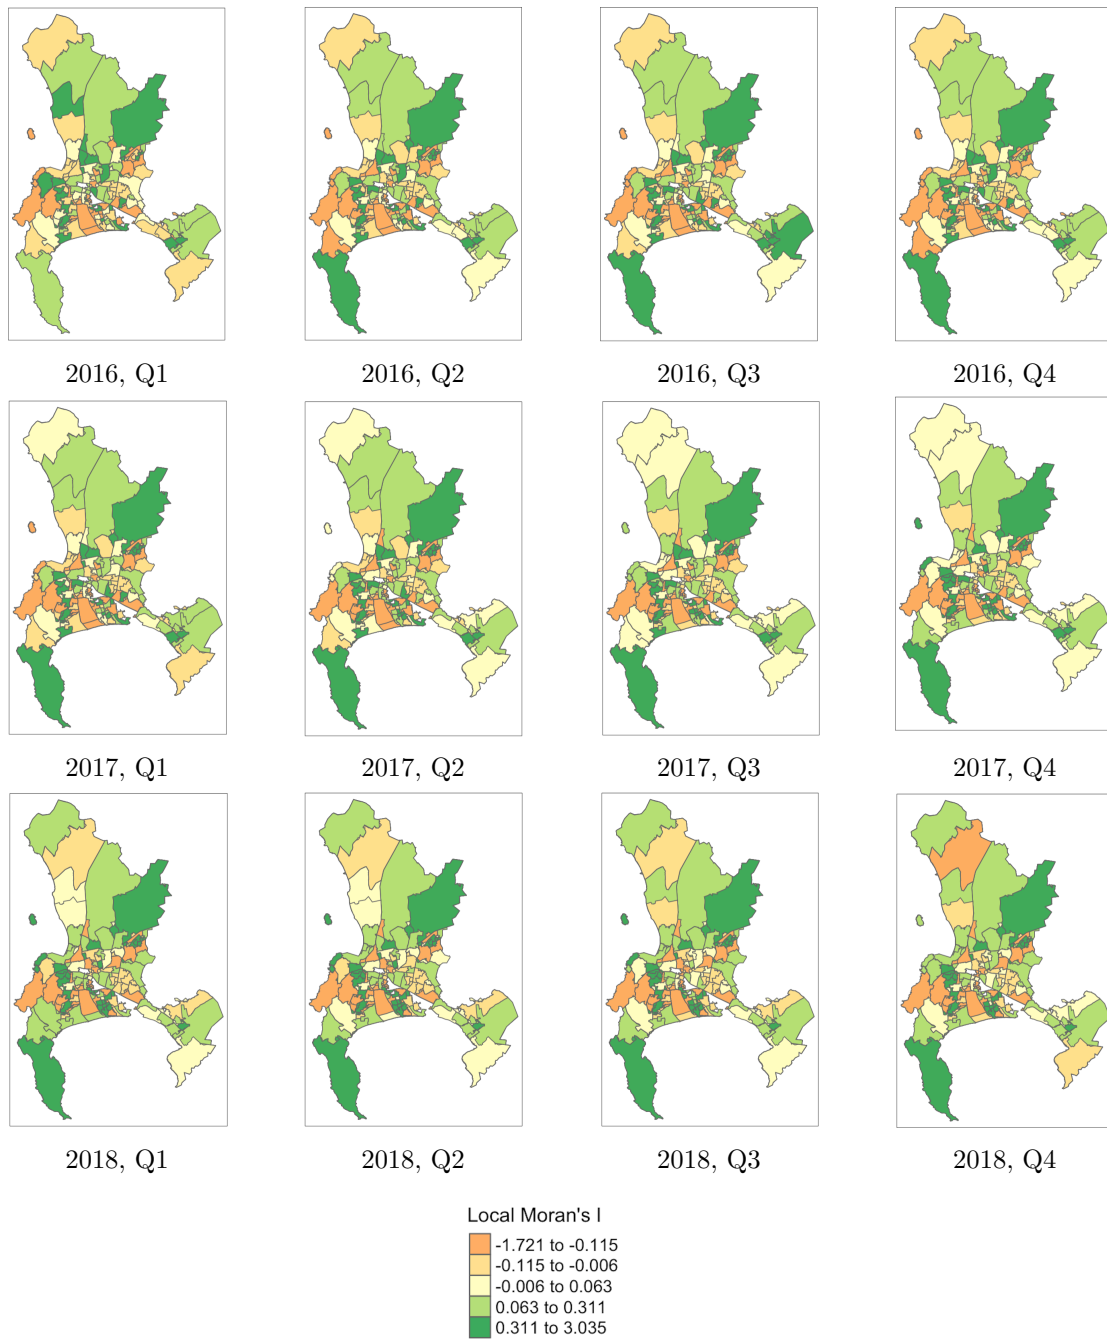 2016, Q1
2016, Q2
2016, Q3
2016, Q4
2017, Q1
2017, Q2
2017, Q3
2017, Q4
2018, Q1
2018, Q2
2018, Q3
2018, Q4
Local Moran's I
-1.721 to -0.115
-0.115 to -0.006
-0.006 to 0.063
0.063 to 0.311
0.311 to 3.035